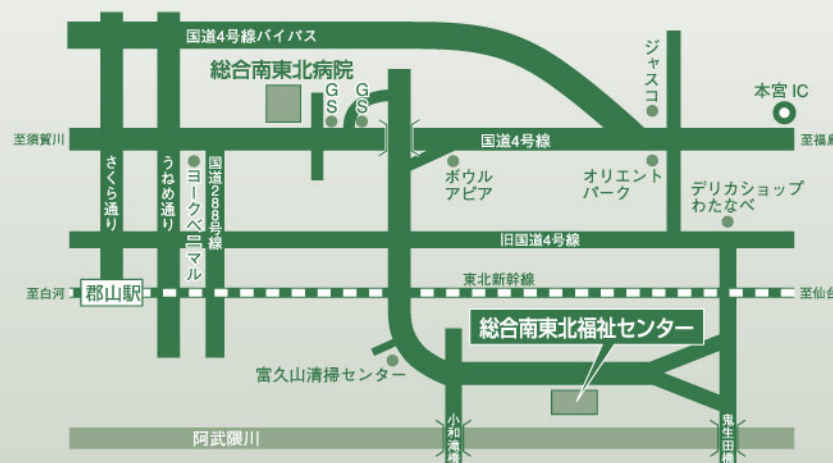 国道4号線バイパス
総合南東北病院
GS
GS
ジャスコ
本宮 IC
至須賀川
国道4号線
至福島
さくら通り
うねめ通り
ヨークベニマル
国道288号線
ボウル
アピア
オリエント
パーク
デリカショップ
わたなべ
旧国道4号線
東北新幹線
至白河
郡山駅
至仙台
総合南東北福祉センター
富久山清掃センター
小和滝橋
鬼生田橋
阿武隈川